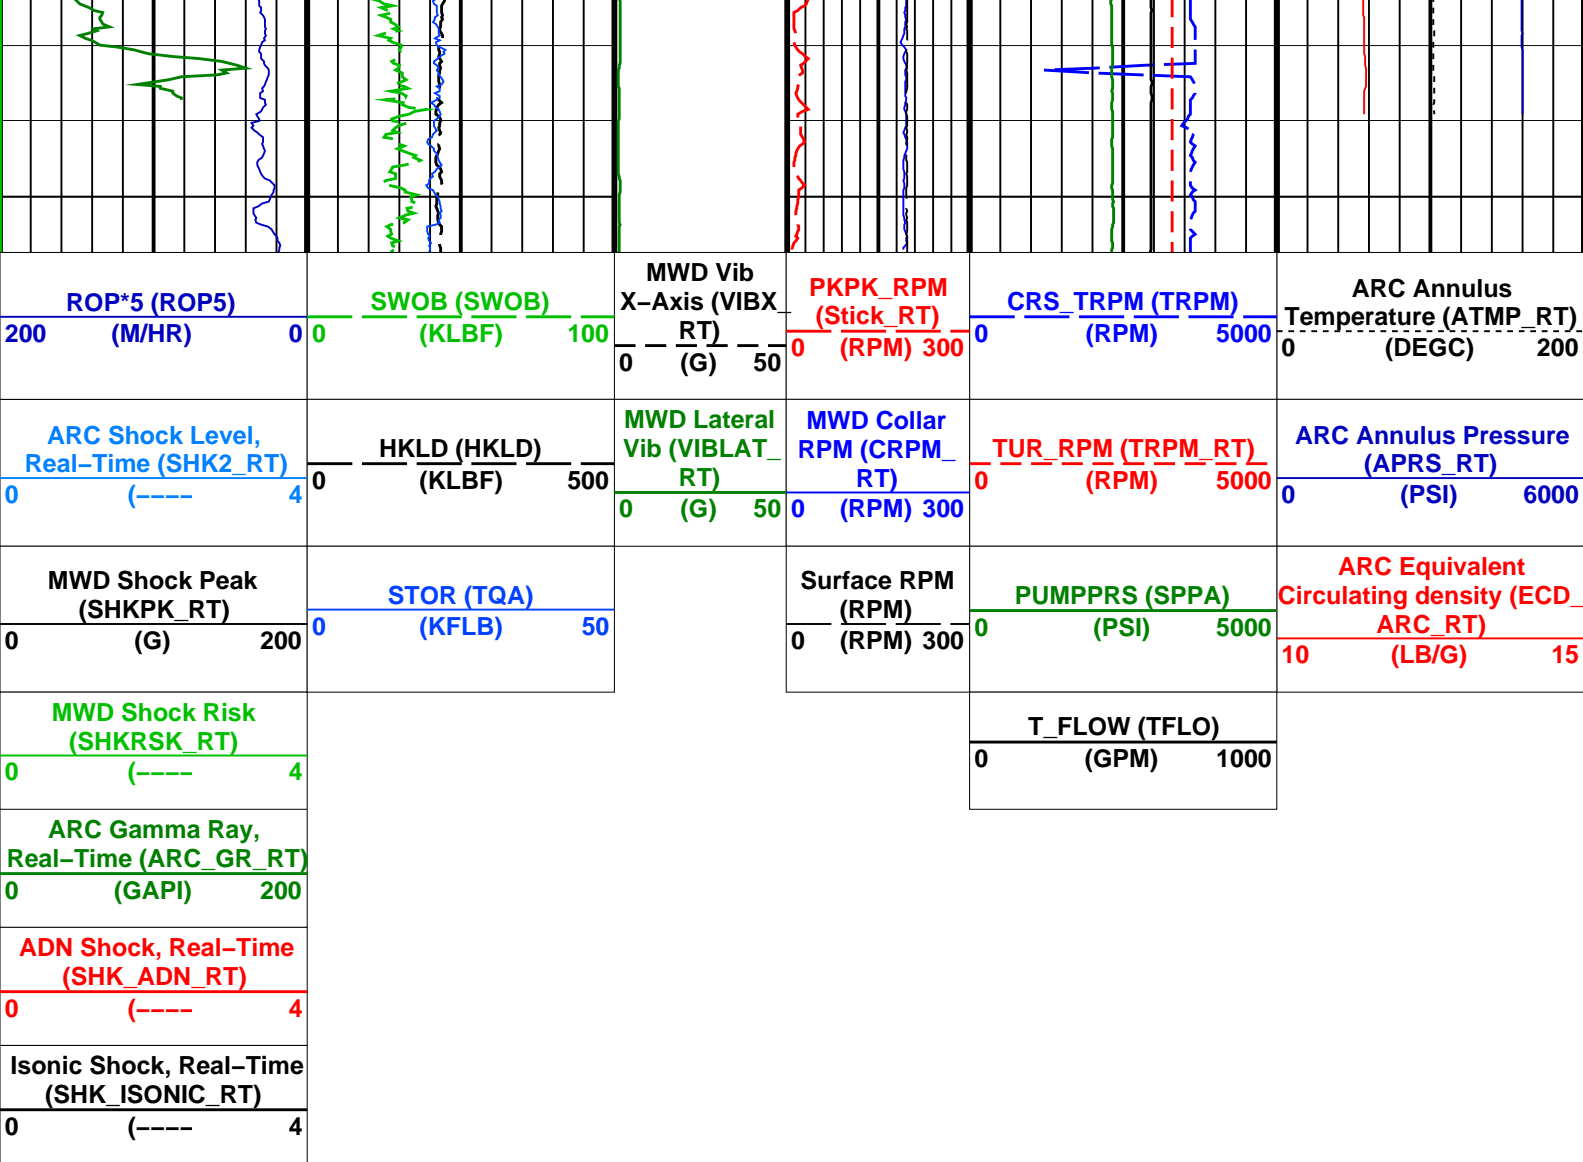 ROP*5 (ROP5)
200 (M/HR) 0
ARC Shock Level,
Real–Time (SHK2_RT)
0 (–––– 4
MWD Shock Peak
(SHKPK_RT)
0 (G) 200
MWD Shock Risk
(SHKRSK_RT)
0 (–––– 4
ARC Gamma Ray,
Real–Time (ARC_GR_RT)
0 (GAPI) 200
ADN Shock, Real–Time
(SHK_ADN_RT)
0 (–––– 4
Isonic Shock, Real–Time
(SHK_ISONIC_RT)
0 (–––– 4
SWOB (SWOB)
0 (KLBF) 100
HKLD (HKLD)
0 (KLBF) 500
STOR (TQA)
0 (KFLB) 50
MWD Vib
X–Axis (VIBX_
RT)
0 (G) 50
MWD Lateral
Vib (VIBLAT_
RT)
0 (G) 50
PKPK_RPM
(Stick_RT)
0 (RPM) 300
MWD Collar
RPM (CRPM_
RT)
0 (RPM) 300
Surface RPM
(RPM)
0 (RPM) 300
CRS_TRPM (TRPM)
0 (RPM) 5000
TUR_RPM (TRPM_RT)
0 (RPM) 5000
PUMPPRS (SPPA)
0 (PSI) 5000
T_FLOW (TFLO)
0 (GPM) 1000
ARC Annulus
Temperature (ATMP_RT)
0 (DEGC) 200
ARC Annulus Pressure
(APRS_RT)
0 (PSI) 6000
ARC Equivalent
Circulating density (ECD_
ARC_RT)
10 (LB/G) 15